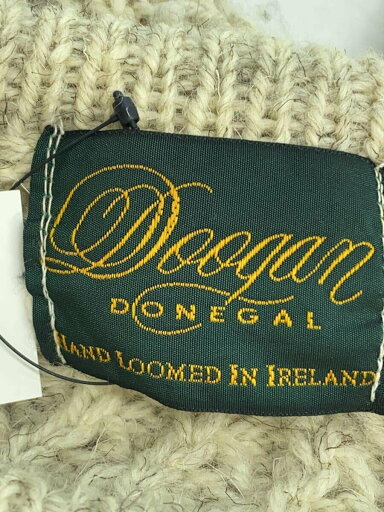 Doogan
DONEGAL
HAND LOOMED IN IRELAND